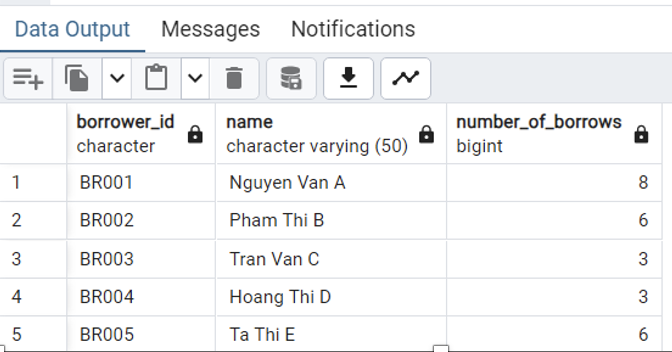 Data Output Messages Notifications
borrower_id name number_of_borrows
character character varying (50) bigint
1 BR001 Nguyen Van A 8
2 BR002 Pham Thi B 6
3 BR003 Tran Van C 3
4 BR004 Hoang Thi D 3
5 BR005 Ta Thi E 6